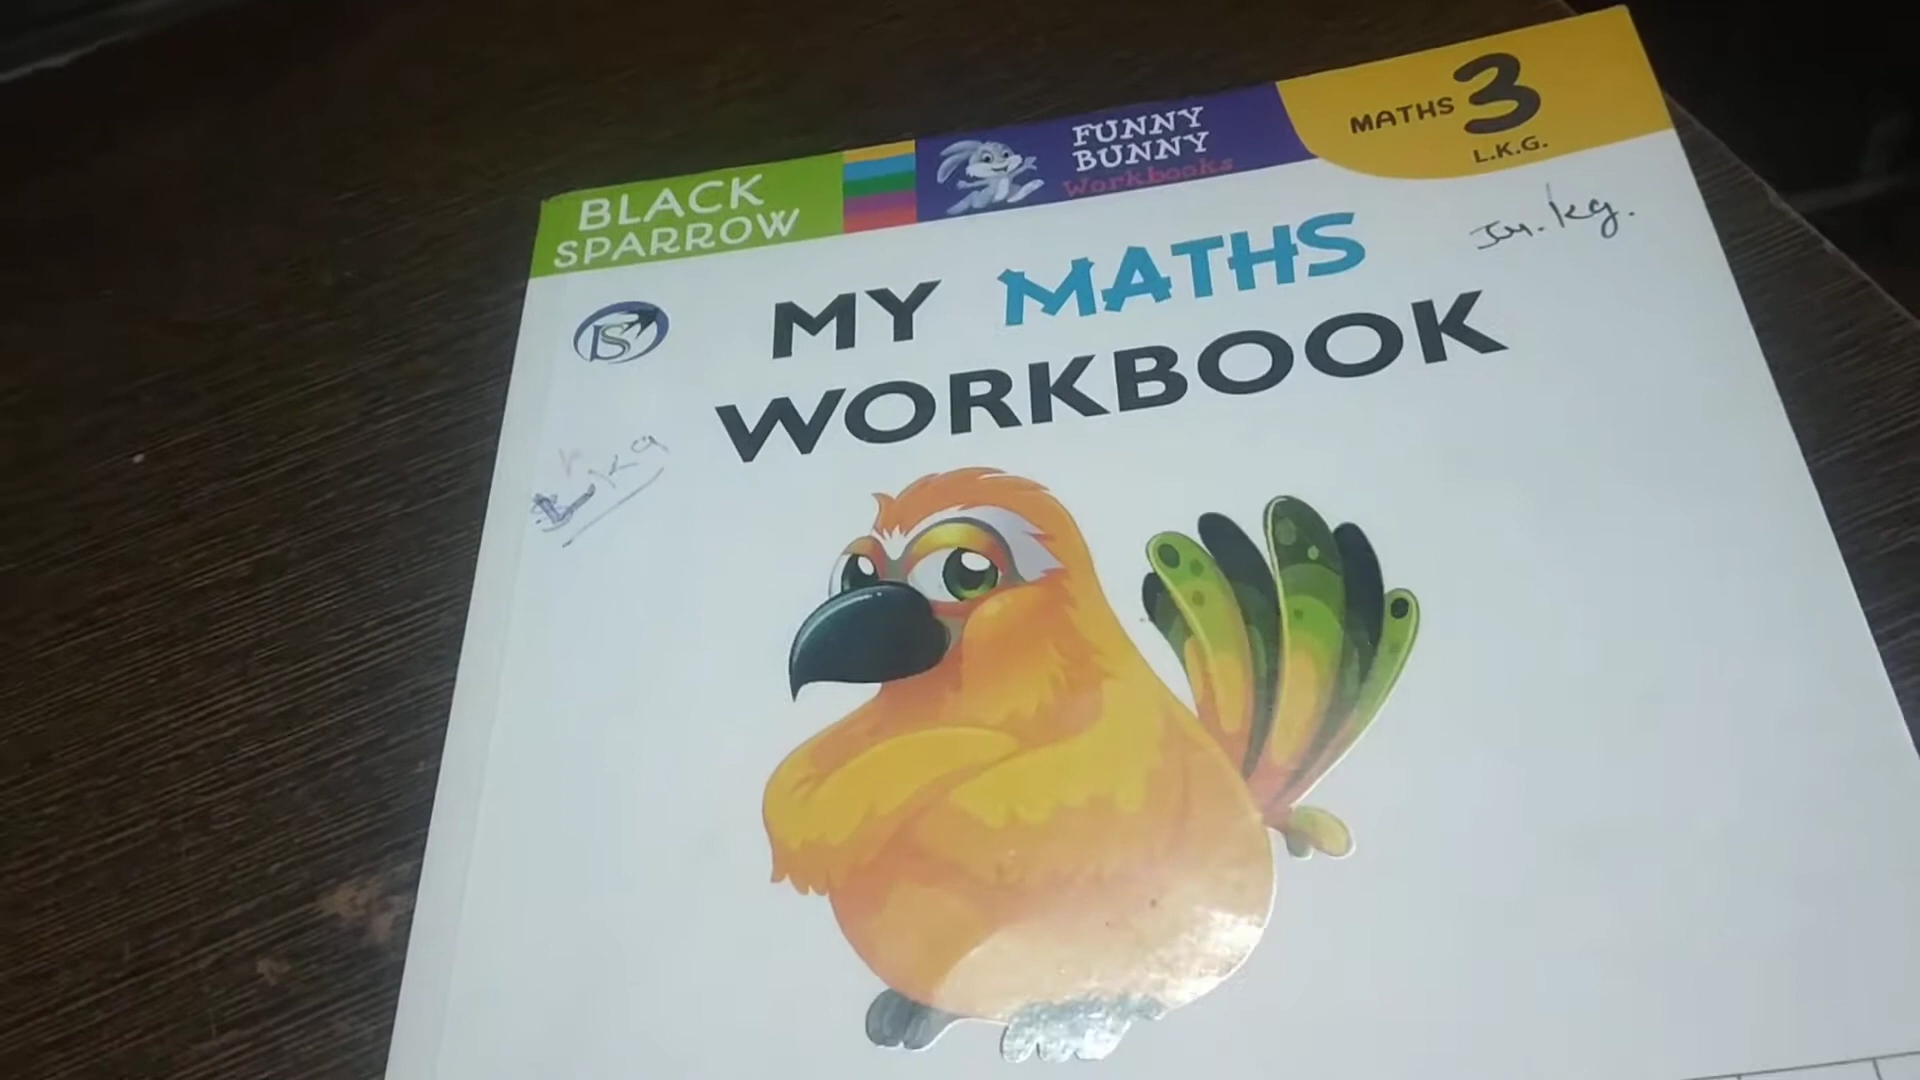 BLACK
SPARROW
FUNNY
BUNNY
Workbooks
MATHS 3
L.K.G.
Jr. kg.
MY MATHS
WORKBOOK